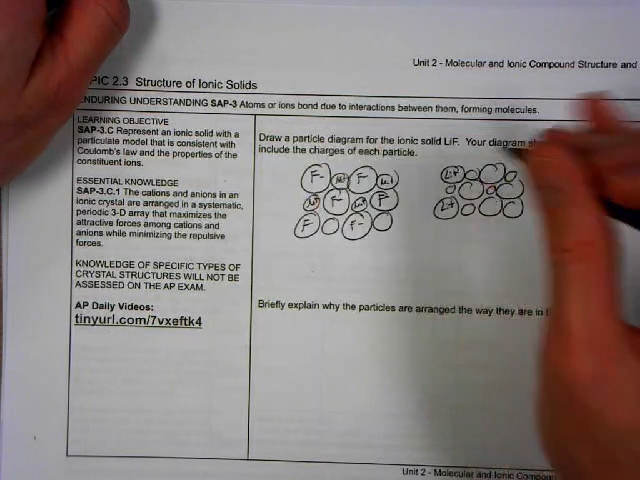 Unit 2 - Molecular and Ionic Compound Structure and
PIC 2.3 Structure of Ionic Solids
ENDURING UNDERSTANDING SAP-3 Atoms or ions bond due to interactions between them, forming molecules.
LEARNING OBJECTIVE
SAP-3.C Represent an ionic solid with a
particulate model that is consistent with
Coulomb's law and the properties of the
constituent ions.
ESSENTIAL KNOWLEDGE
SAP-3.C.1 The cations and anions in an
ionic crystal are arranged in a systematic,
periodic 3-D array that maximizes the
attractive forces among cations and
anions while minimizing the repulsive
forces.
KNOWLEDGE OF SPECIFIC TYPES OF
CRYSTAL STRUCTURES WILL NOT BE
ASSESSED ON THE AP EXAM.
AP Daily Videos:
tinyurl.com/7vxeftk4
Draw a particle diagram for the ionic solid LiF. Your diagram
include the charges of each particle.
F- F-
F- F-
F- F-
Li+
Li+
Briefly explain why the particles are arranged the way they are in
Unit 2 - Molecular and Ionic